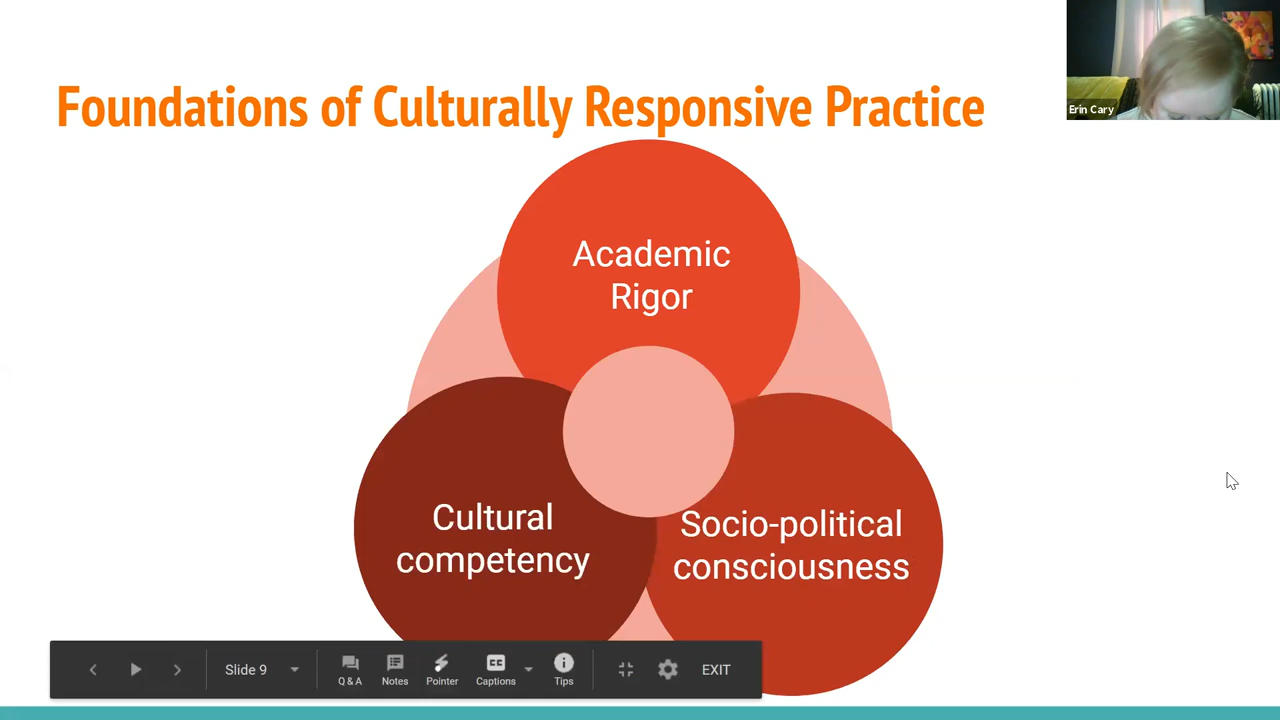 Foundations of Culturally Responsive Practice
Erin Cary
Academic
Rigor
Cultural
competency
Socio-political
consciousness
Slide 9
Q & A
Notes
Pointer
CC
Captions
Tips
EXIT